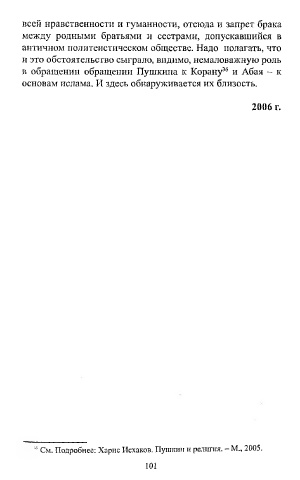 всей нравственности и гуманности, отсюда и запрет брака
между родными братьями и сестрами, допускавшийся в
античном политеистическом обществе. Надо полагать, что
и это обстоятельство сыграло, видимо, немаловажную роль
в обращении обращении Пушкина к Корану³⁶ и Абая – к
основам ислама. И здесь обнаруживается их близость.
2006 г.
³⁶ См. Подробнее: Харис Исхаков. Пушкин и религия. – М., 2005.
101